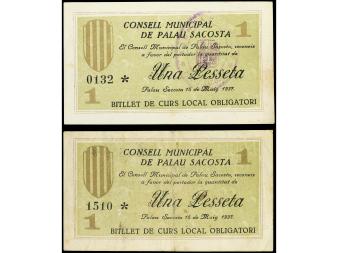 CONSELL MUNICIPAL
DE PALAU SACOSTA
El Consell Municipal de Palau Sacosta, reconeix
a favor del portador la quantitat de
0132 *
Una Pesseta
1
Palau Sacosta 15 de Maig 1937.
1
BITLLET DE CURS LOCAL OBLIGATORI
CONSELL MUNICIPAL
DE PALAU SACOSTA
El Consell Municipal de Palau Sacosta, reconeix
a favor del portador la quantitat de
1510 *
Una Pesseta
1
Palau Sacosta 15 de Maig 1937.
1
BITLLET DE CURS LOCAL OBLIGATORI